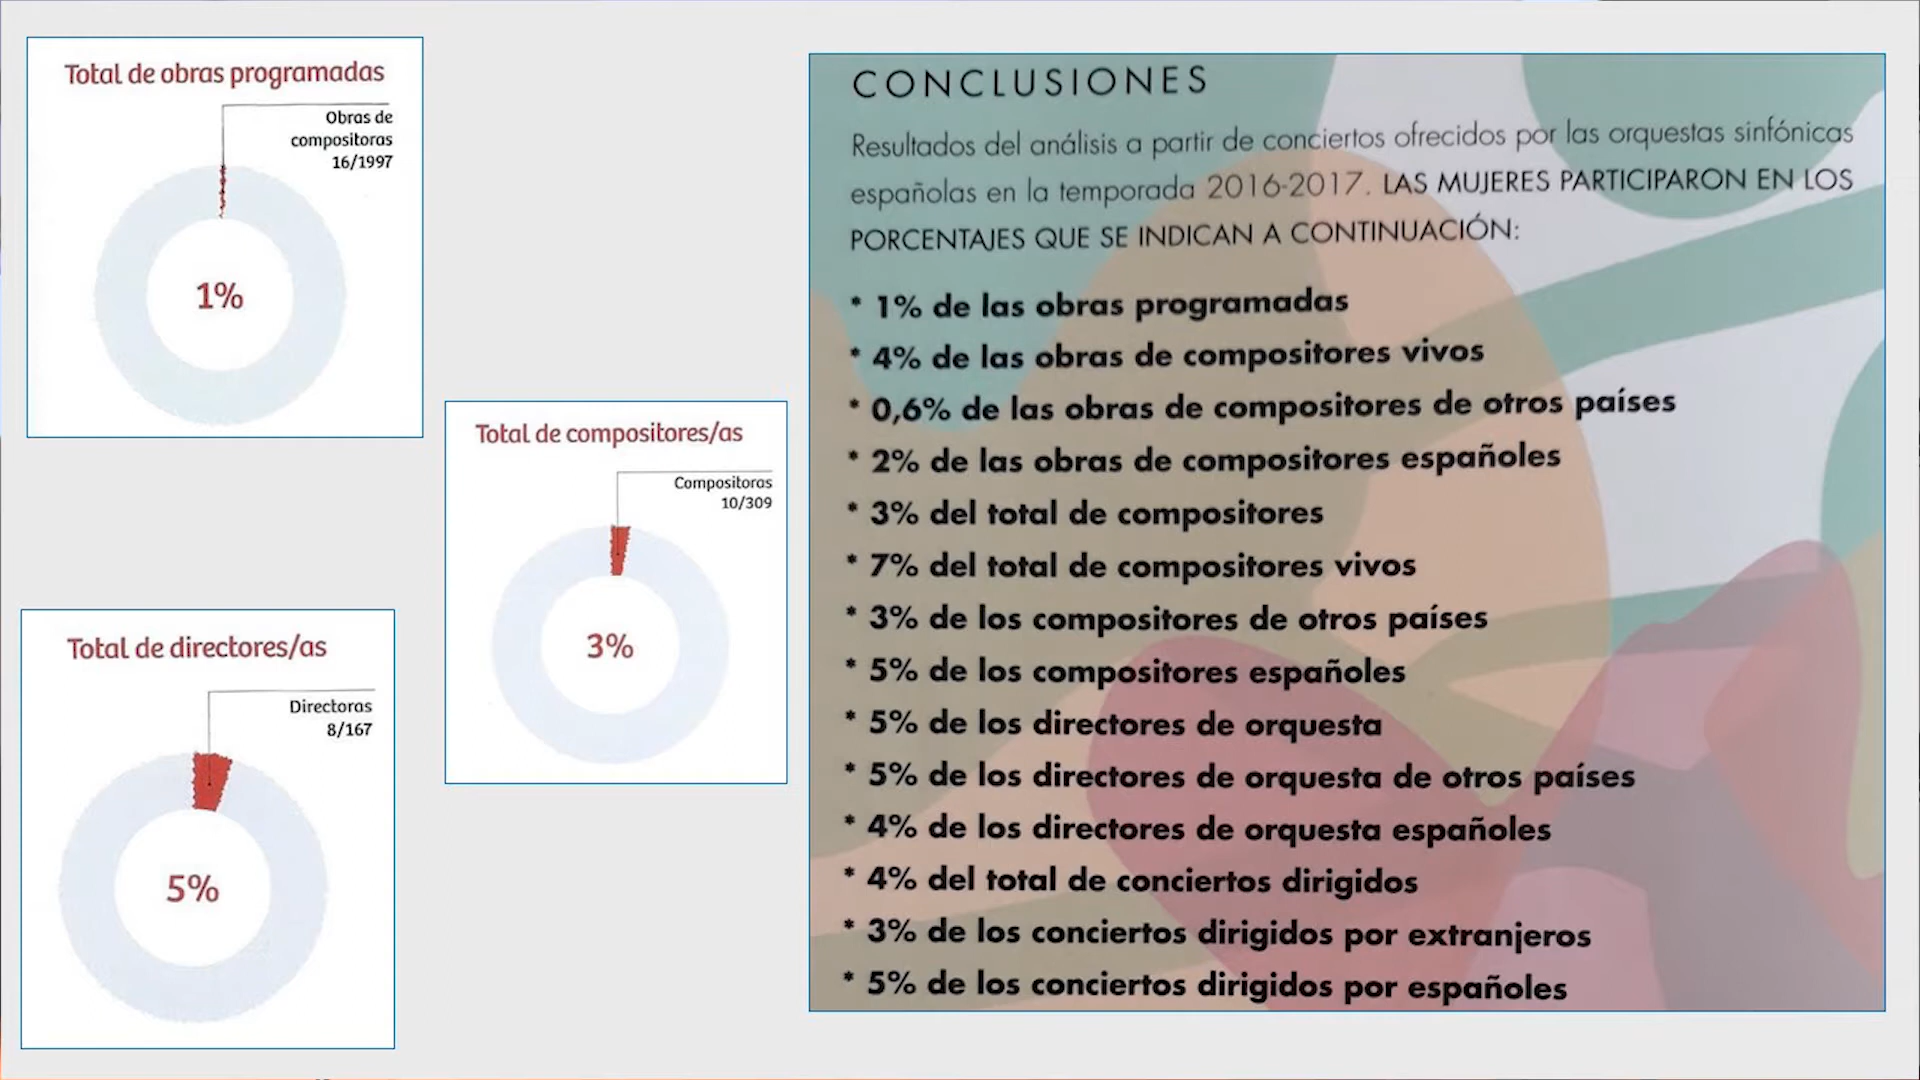 Total de obras programadas
Obras de
compositoras
16/1997
1%
Total de compositores/as
Compositoras
10/309
3%
Total de directores/as
Directoras
8/167
5%
CONCLUSIONES
Resultados del análisis a partir de conciertos ofrecidos por las orquestas sinfónicas
españolas en la temporada 2016-2017. LAS MUJERES PARTICIPARON EN LOS
PORCENTAJES QUE SE INDICAN A CONTINUACIÓN:
* 1% de las obras programadas
* 4% de las obras de compositores vivos
* 0,6% de las obras de compositores de otros países
* 2% de las obras de compositores españoles
* 3% del total de compositores
* 7% del total de compositores vivos
* 3% de los compositores de otros países
* 5% de los compositores españoles
* 5% de los directores de orquesta
* 5% de los directores de orquesta de otros países
* 4% de los directores de orquesta españoles
* 4% del total de conciertos dirigidos
* 3% de los conciertos dirigidos por extranjeros
* 5% de los conciertos dirigidos por españoles